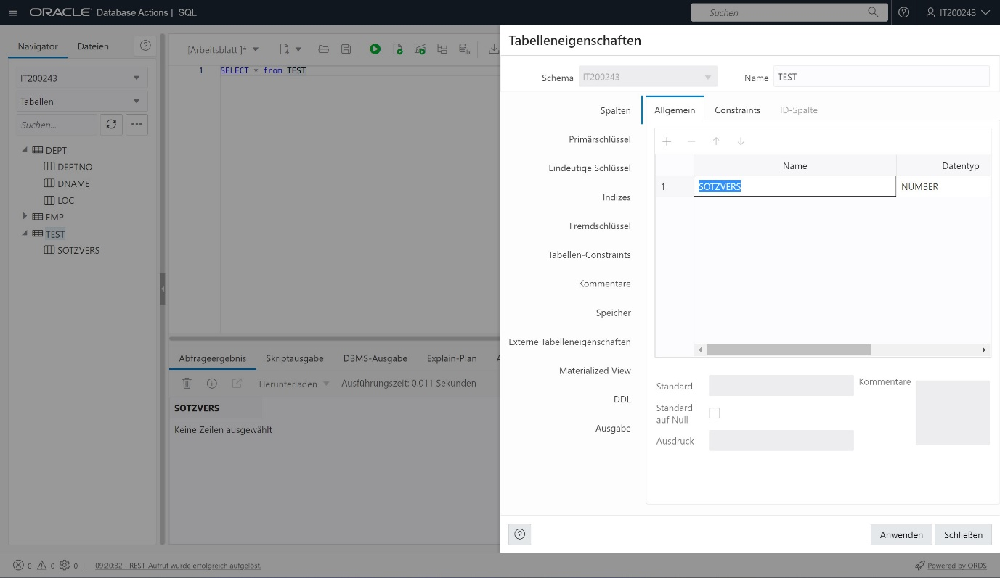 ORACLE Database Actions | SQL
Suchen
IT200243
Navigator
Dateien
IT200243
Tabellen
Suchen...
DEPT
DEPTNO
DNAME
LOC
EMP
TEST
SOTZVERS
[Arbeitsblatt ]*
1 SELECT * from TEST
Abfrageergebnis
Skriptausgabe
DBMS-Ausgabe
Explain-Plan
Herunterladen
Ausführungszeit: 0.011 Sekunden
SOTZVERS
Keine Zeilen ausgewählt
Tabelleneigenschaften
Schema IT200243
Name TEST
Spalten
Primärschlüssel
Eindeutige Schlüssel
Indizes
Fremdschlüssel
Tabellen-Constraints
Kommentare
Speicher
Externe Tabelleneigenschaften
Materialized View
DDL
Ausgabe
Allgemein
Constraints
ID-Spalte
Name Datentyp
1 SOTZVERS NUMBER
Standard
Kommentare
Standard
auf Null
Ausdruck
Anwenden
Schließen
0 0 0 | 09:20:32 - REST-Aufruf wurde erfolgreich aufgelöst.
Powered by ORDS